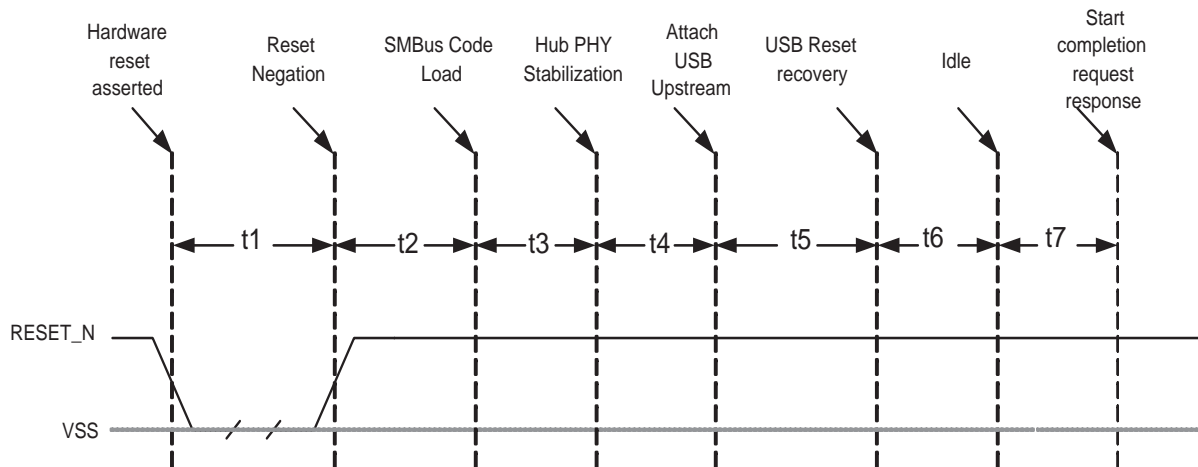 Hardware
reset
asserted
Reset
Negation
SMBus Code
Load
Hub PHY
Stabilization
Attach
USB
Upstream
USB Reset
recovery
Idle
Start
completion
request
response
t1
t2
t3
t4
t5
t6
t7
RESET_N
VSS